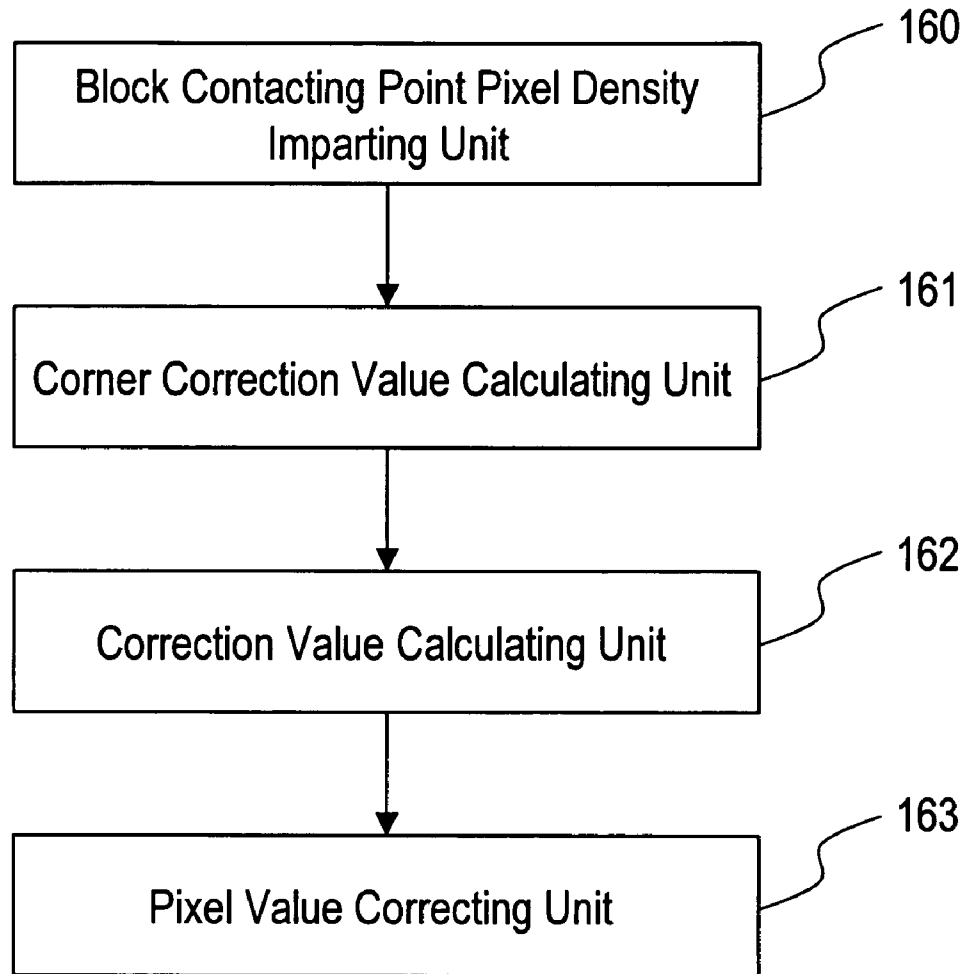 160
Block Contacting Point Pixel Density
Imparting Unit
161
Corner Correction Value Calculating Unit
162
Correction Value Calculating Unit
163
Pixel Value Correcting Unit